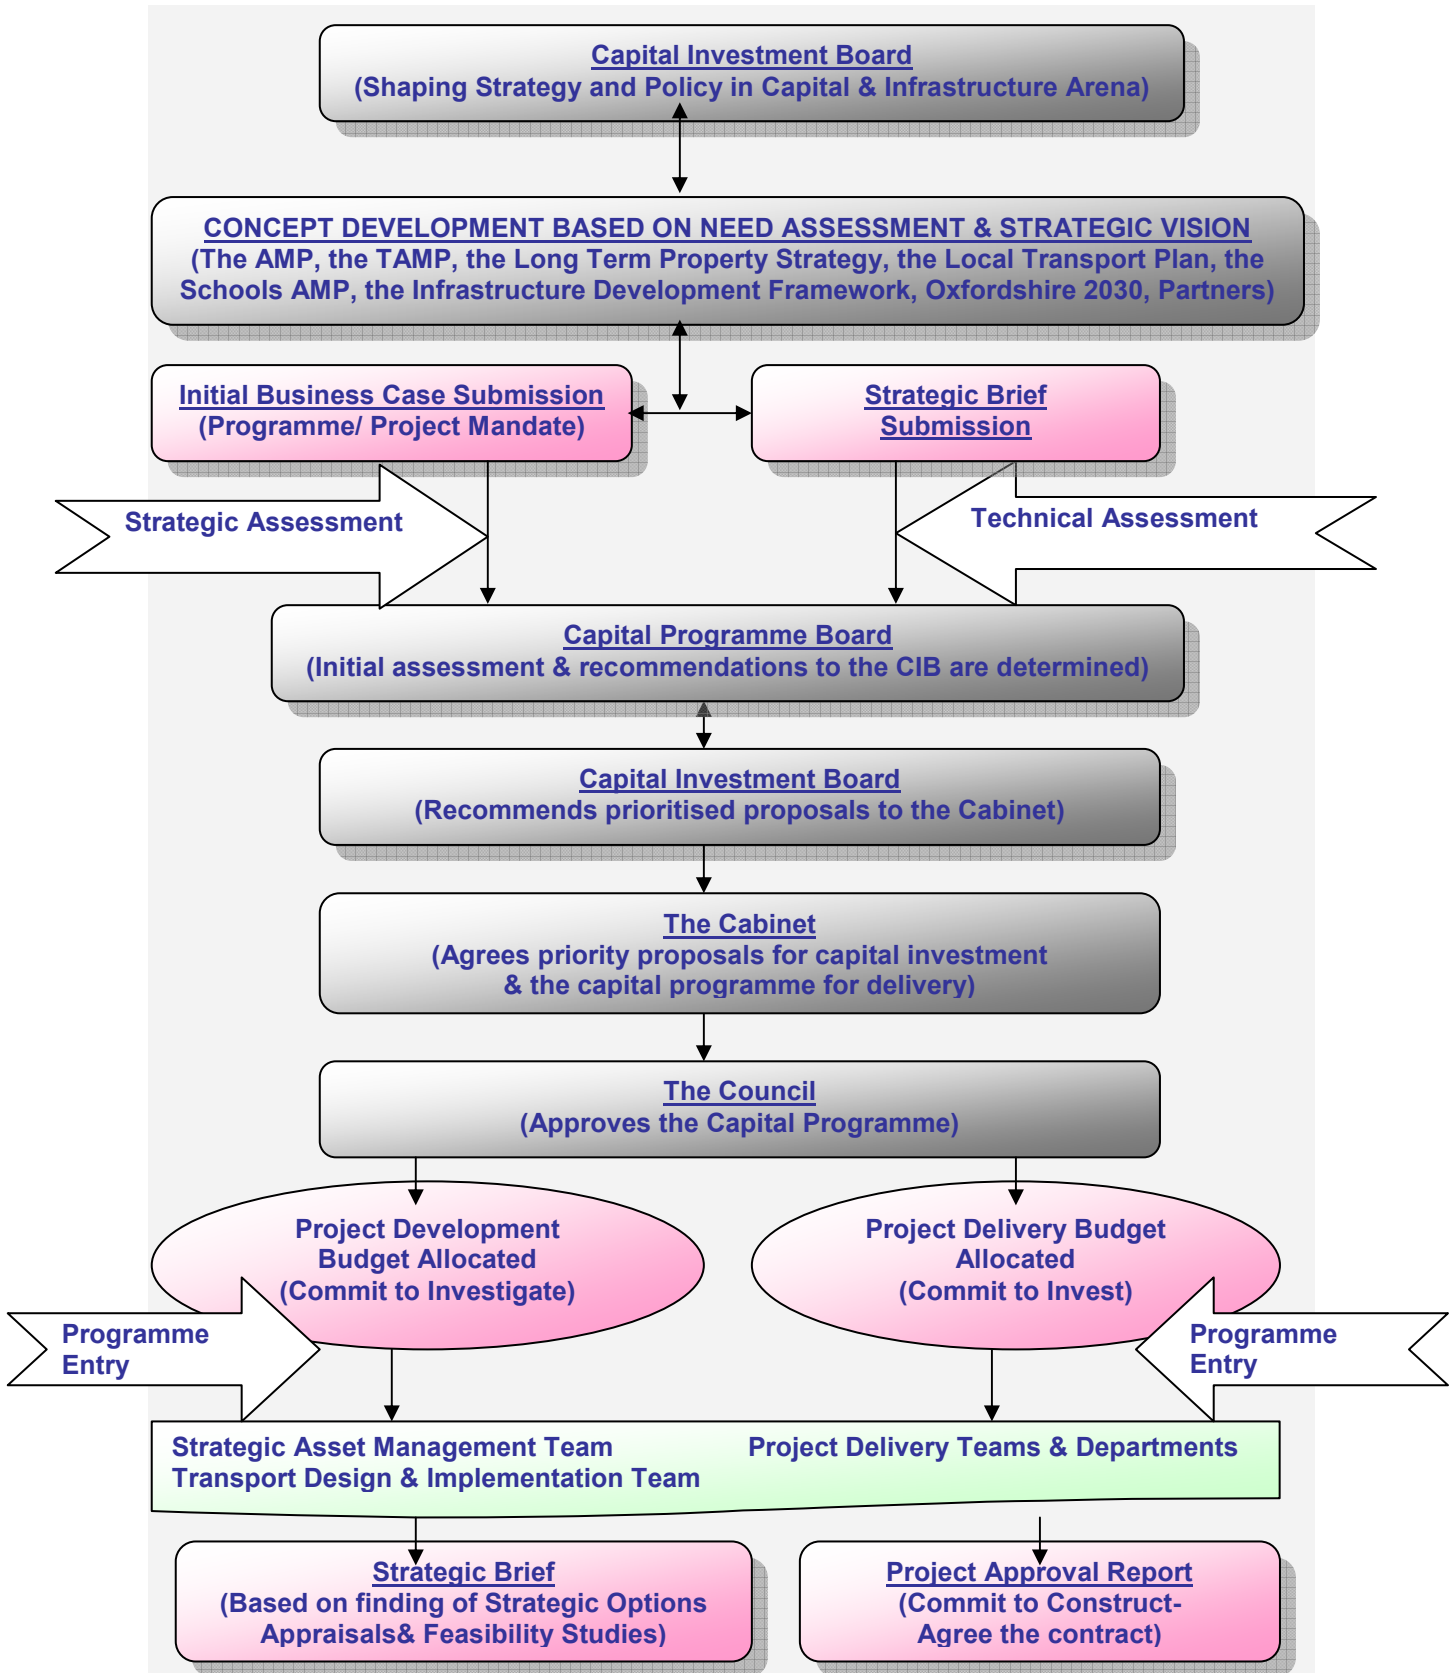 Capital Investment Board
(Shaping Strategy and Policy in Capital & Infrastructure Arena)
CONCEPT DEVELOPMENT BASED ON NEED ASSESSMENT & STRATEGIC VISION
(The AMP, the TAMP, the Long Term Property Strategy, the Local Transport Plan, the
Schools AMP, the Infrastructure Development Framework, Oxfordshire 2030, Partners)
Initial Business Case Submission
(Programme/ Project Mandate)
Strategic Brief
Submission
Strategic Assessment
Technical Assessment
Capital Programme Board
(Initial assessment & recommendations to the CIB are determined)
Capital Investment Board
(Recommends prioritised proposals to the Cabinet)
The Cabinet
(Agrees priority proposals for capital investment
& the capital programme for delivery)
The Council
(Approves the Capital Programme)
Project Development
Budget Allocated
(Commit to Investigate)
Project Delivery Budget
Allocated
(Commit to Invest)
Programme
Entry
Programme
Entry
Strategic Asset Management Team
Transport Design & Implementation Team
Project Delivery Teams & Departments
Strategic Brief
(Based on finding of Strategic Options
Appraisals& Feasibility Studies)
Project Approval Report
(Commit to Construct-
Agree the contract)